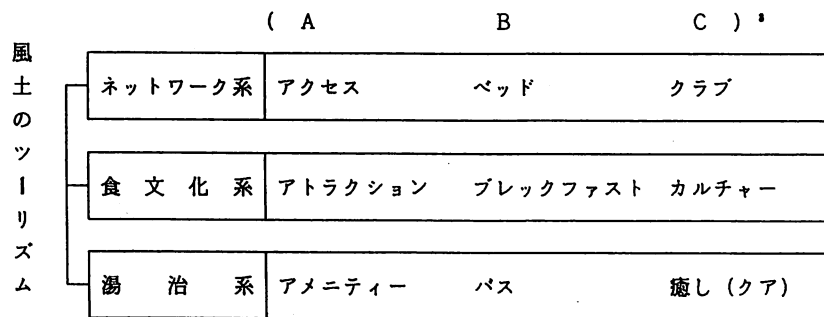 ( A B C ) ³
風土のツーリズム
ネットワーク系 アクセス ベッド クラブ
食文化系 アトラクション ブレックファスト カルチャー
湯治系 アメニティー バス 癒し（クア）